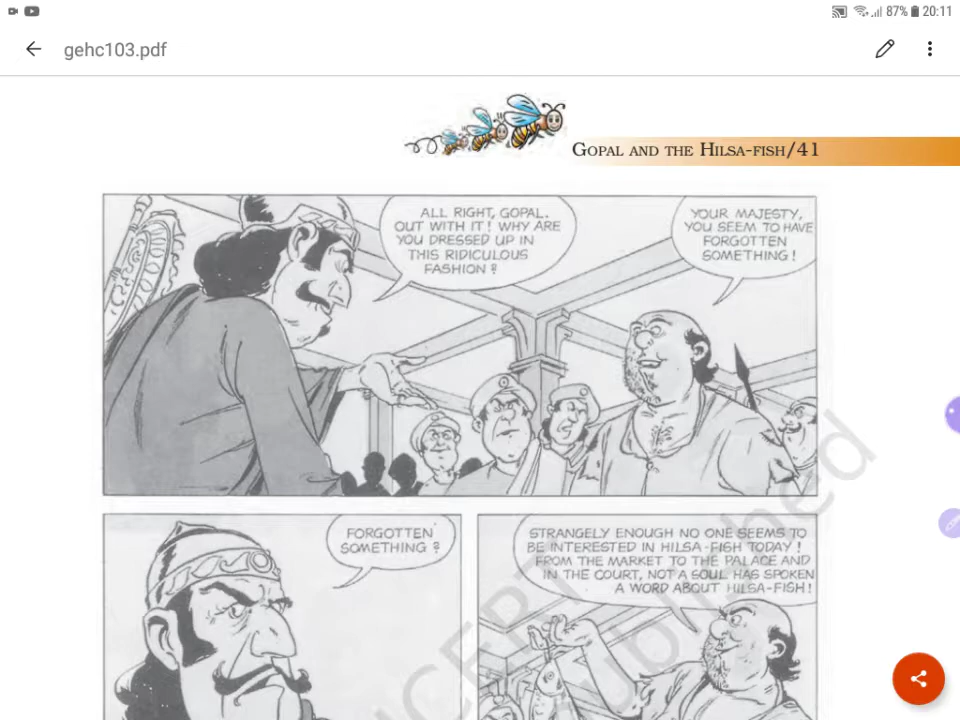 87% 20:11
gehc103.pdf
GOPAL AND THE HILSA-FISH/41
ALL RIGHT, GOPAL.
OUT WITH IT! WHY ARE
YOU DRESSED UP IN
THIS RIDICULOUS
FASHION?
YOUR MAJESTY,
YOU SEEM TO HAVE
FORGOTTEN
SOMETHING!
FORGOTTEN
SOMETHING?
STRANGELY ENOUGH NO ONE SEEMS TO
BE INTERESTED IN HILSA-FISH TODAY!
FROM THE MARKET TO THE PALACE AND
IN THE COURT, NOT A SOUL HAS SPOKEN
A WORD ABOUT HILSA-FISH!